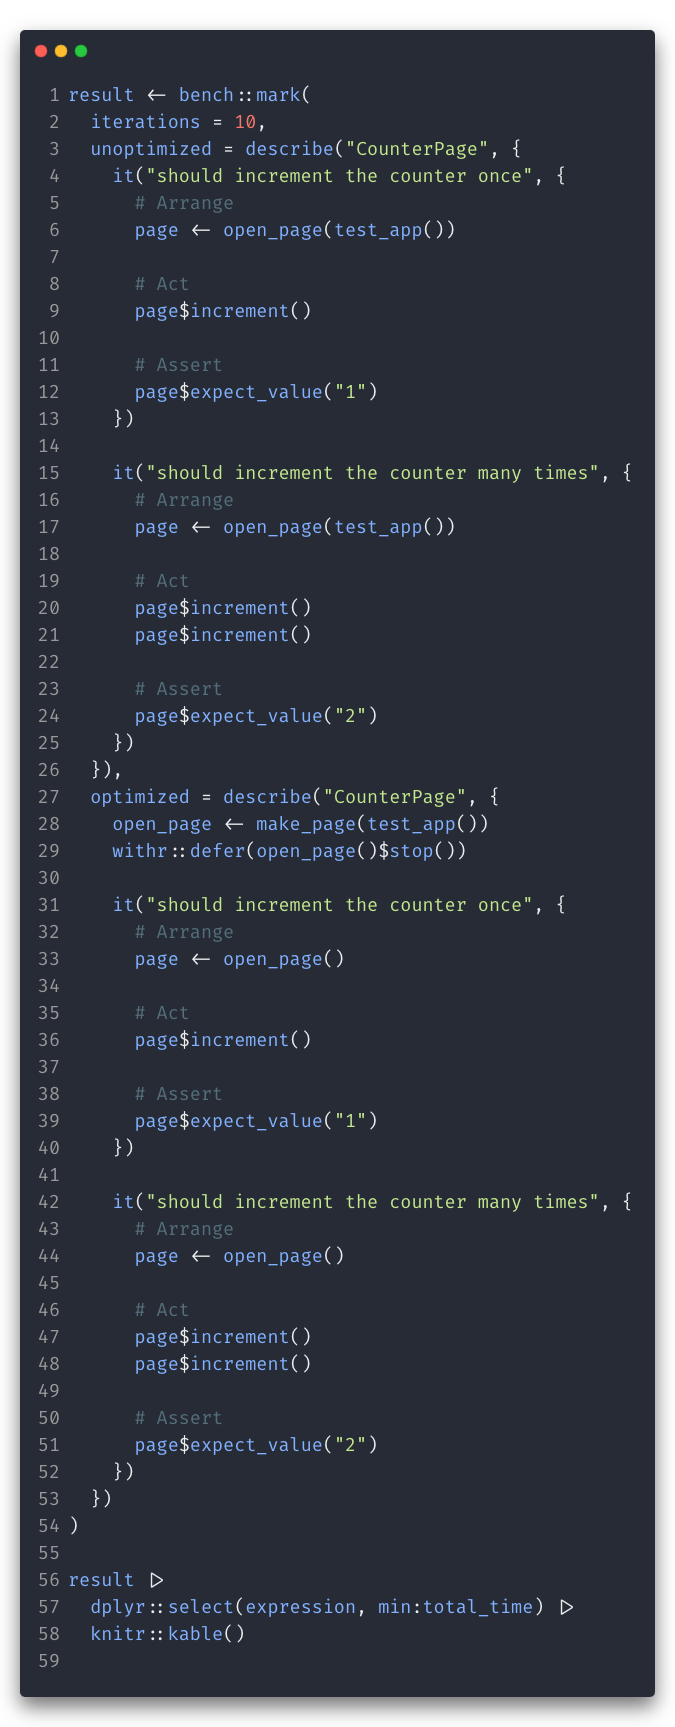 1 result <- bench::mark(
2   iterations = 10,
3   unoptimized = describe("CounterPage", {
4     it("should increment the counter once", {
5       # Arrange
6       page <- open_page(test_app())
7
8       # Act
9       page$increment()
10
11       # Assert
12       page$expect_value("1")
13     })
14
15     it("should increment the counter many times", {
16       # Arrange
17       page <- open_page(test_app())
18
19       # Act
20       page$increment()
21       page$increment()
22
23       # Assert
24       page$expect_value("2")
25     })
26   }),
27   optimized = describe("CounterPage", {
28     open_page <- make_page(test_app())
29     withr::defer(open_page()$stop())
30
31     it("should increment the counter once", {
32       # Arrange
33       page <- open_page()
34
35       # Act
36       page$increment()
37
38       # Assert
39       page$expect_value("1")
40     })
41
42     it("should increment the counter many times", {
43       # Arrange
44       page <- open_page()
45
46       # Act
47       page$increment()
48       page$increment()
49
50       # Assert
51       page$expect_value("2")
52     })
53   })
54 )
55
56 result |>
57   dplyr::select(expression, min:total_time) |>
58   knitr::kable()
59